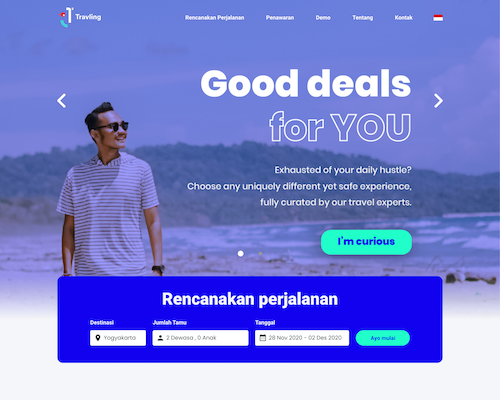 Travling
Rencanakan Perjalanan
Penawaran
Demo
Tentang
Kontak
Good deals
for YOU
Exhausted of your daily hustle?
Choose any uniquely different yet safe experience,
fully curated by our travel experts.
I'm curious
Rencanakan perjalanan
Destinasi
Jumlah Tamu
Tanggal
Yogyakarta
2 Dewasa , 0 Anak
28 Nov 2020 - 02 Des 2020
Ayo mulai